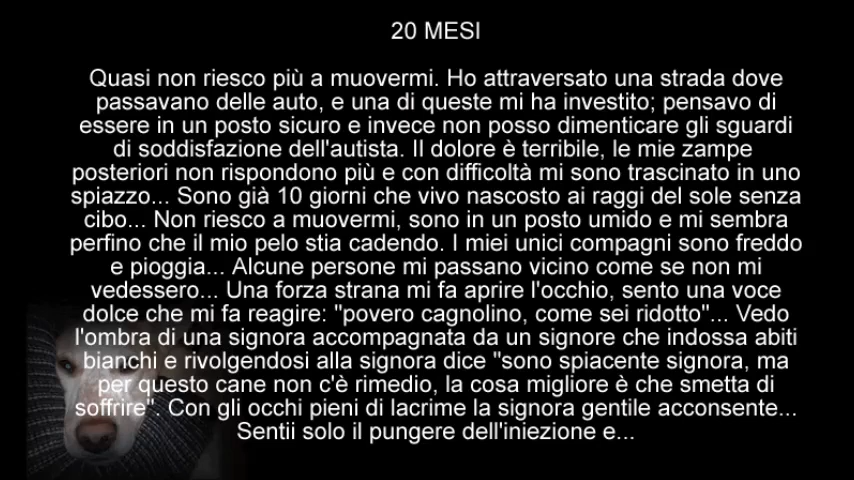 20 MESI
Quasi non riesco più a muovermi. Ho attraversato una strada dove
passavano delle auto, e una di queste mi ha investito; pensavo di
essere in un posto sicuro e invece non posso dimenticare gli sguardi
di soddisfazione dell'autista. Il dolore è terribile, le mie zampe
posteriori non rispondono più e con difficoltà mi sono trascinato in uno
spiazzo... Sono già 10 giorni che vivo nascosto ai raggi del sole senza
cibo... Non riesco a muovermi, sono in un posto umido e mi sembra
perfino che il mio pelo stia cadendo. I miei unici compagni sono freddo
e pioggia... Alcune persone mi passano vicino come se non mi
vedessero... Una forza strana mi fa aprire l'occhio, sento una voce
dolce che mi fa reagire: "povero cagnolino, come sei ridotto"... Vedo
l'ombra di una signora accompagnata da un signore che indossa abiti
bianchi e rivolgendosi alla signora dice "sono spiacente signora, ma
per questo cane non c'è rimedio, la cosa migliore è che smetta di
soffrire". Con gli occhi pieni di lacrime la signora gentile acconsente...
Sentii solo il pungere dell'iniezione e...